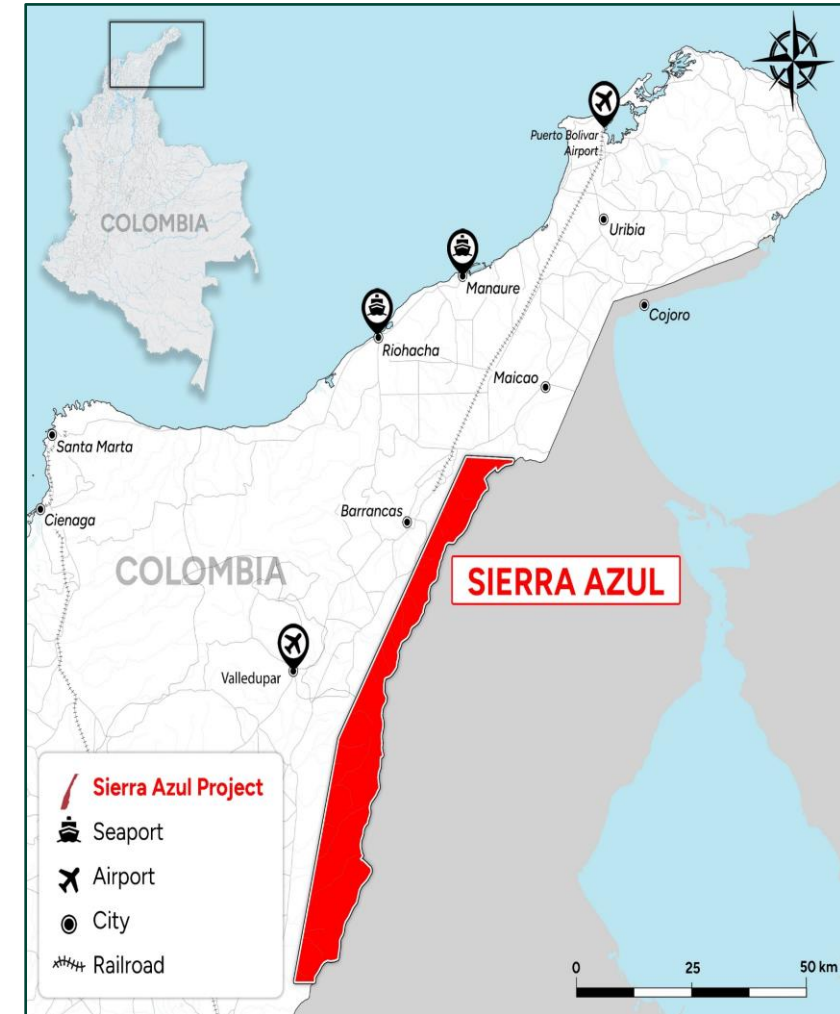 COLOMBIA
Puerto Bolivar
Airport
Uribia
Manaure
Cojoro
Riohacha
Maicao
Santa Marta
Barrancas
Cienaga
COLOMBIA
SIERRA AZUL
Valledupar
Sierra Azul Project
Seaport
Airport
City
Railroad
0 25 50 km